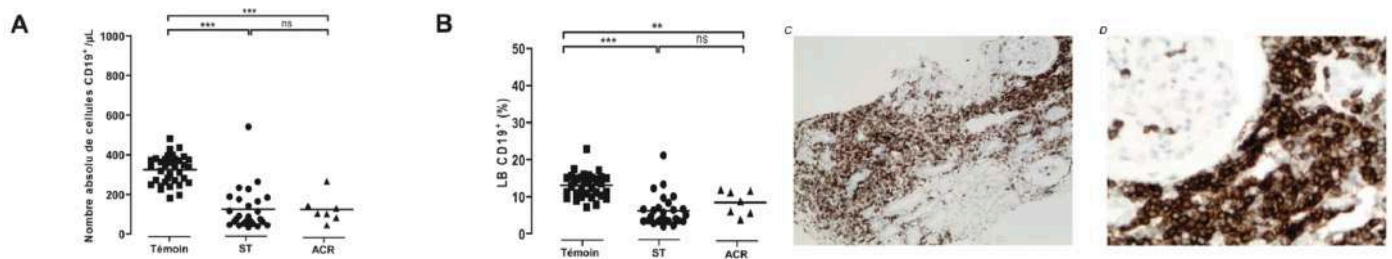 A
***
***
ns
Nombre absolu de cellules CD19⁺/µL
1000
800
600
400
200
0
Témoin
ST
ACR
B
**
***
ns
LB CD19⁺ (%)
50
40
30
20
10
0
Témoin
ST
ACR
C
D